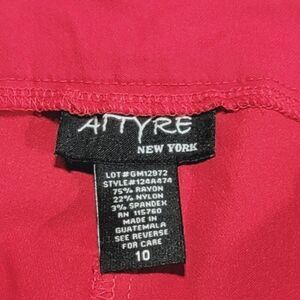 ATTYRE
NEW YORK
LOT#GM12972
STYLE#124A474
75% RAYON
22% NYLON
3% SPANDEX
RN 115760
MADE IN
GUATEMALA
SEE REVERSE
FOR CARE
10